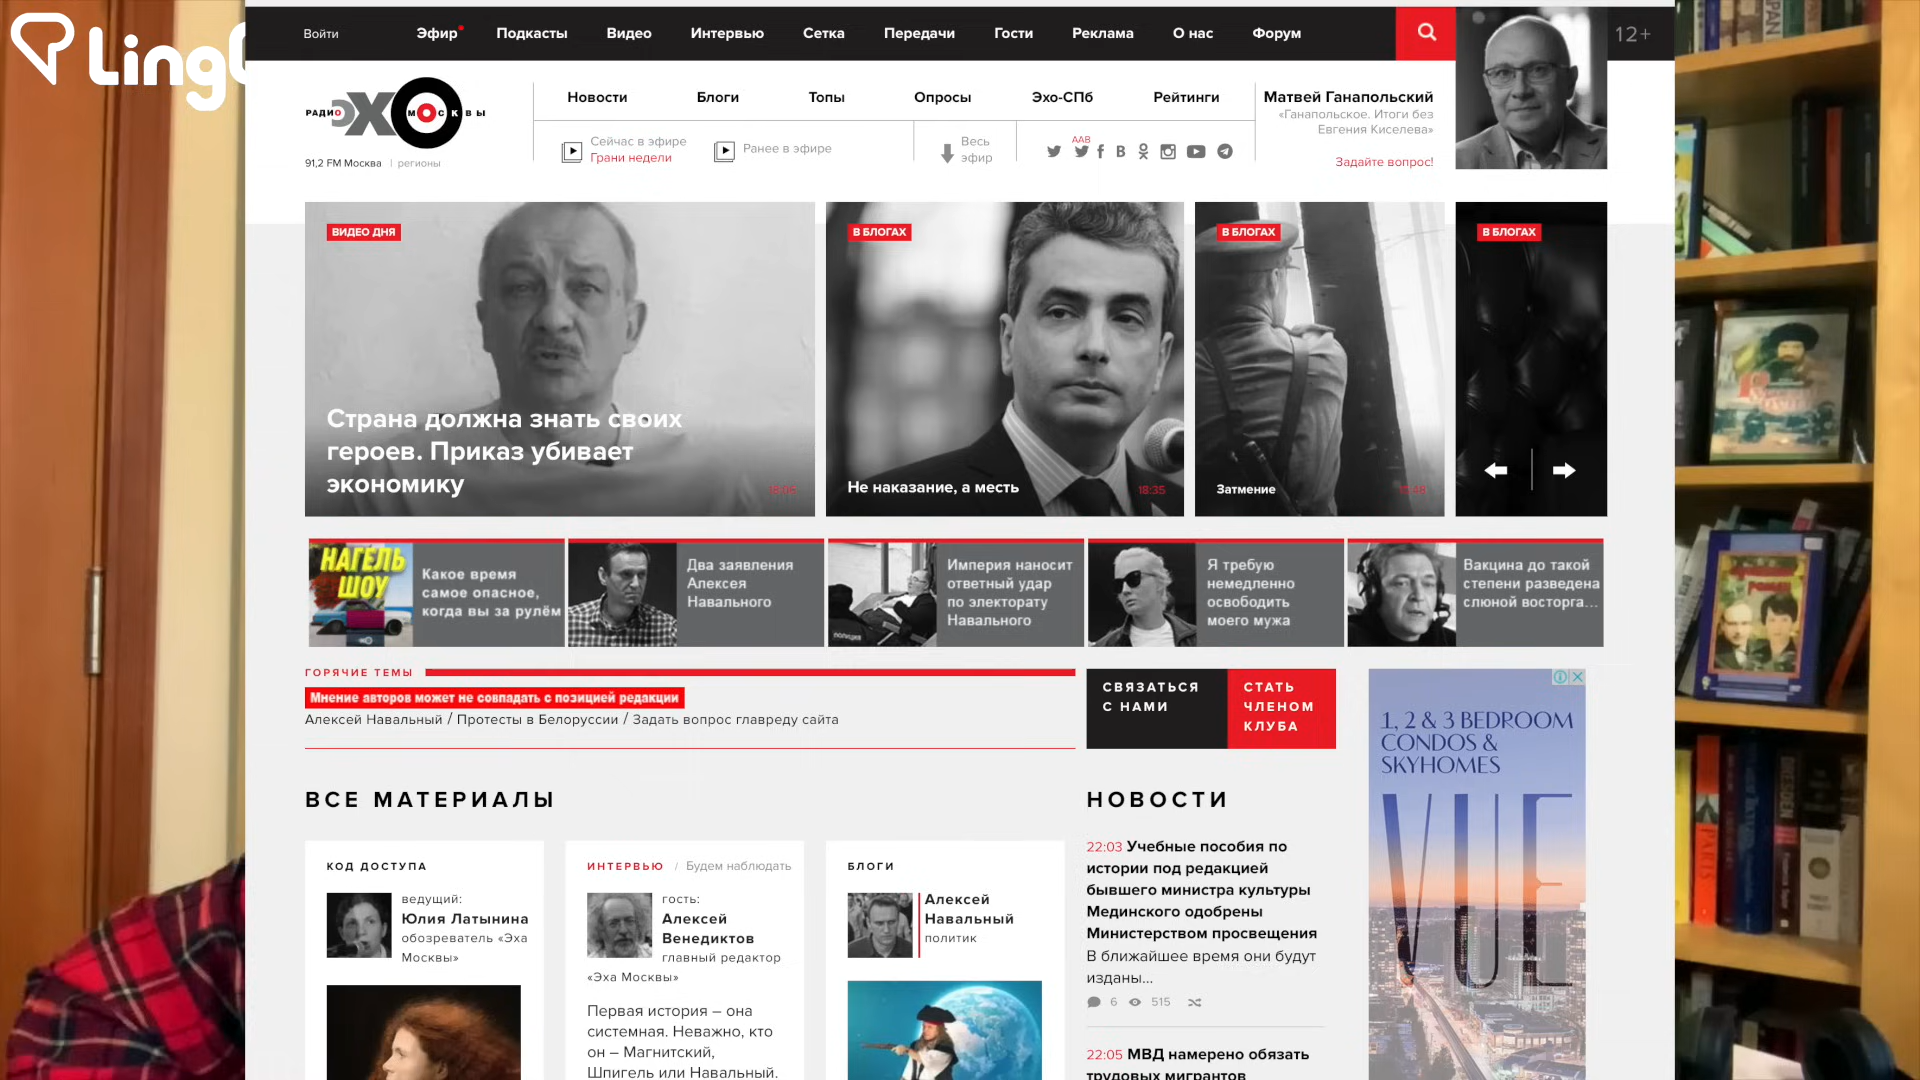 Ling
Войти
Эфир
Подкасты
Видео
Интервью
Сетка
Передачи
Гости
Реклама
О нас
Форум
12+
РАДИО ЭХО МОСКВЫ
91,2 FM Москва | регионы
Новости
Блоги
Топы
Опросы
Эхо-СПб
Рейтинги
Сейчас в эфире
Грани недели
Ранее в эфире
Весь
эфир
ААВ
Матвей Ганапольский
«Ганапольское. Итоги без
Евгения Киселева»
Задайте вопрос!
ВИДЕО ДНЯ
Страна должна знать своих
героев. Приказ убивает
экономику
В БЛОГАХ
Не наказание, а месть
18:35
В БЛОГАХ
Затмение
В БЛОГАХ
НАГЕЛЬ
ШОУ
Какое время
самое опасное,
когда вы за рулём
Два заявления
Алексея
Навального
полиция
Империя наносит
ответный удар
по электорату
Навального
Я требую
немедленно
освободить
моего мужа
Вакцина до такой
степени разведена
слюной восторга...
ГОРЯЧИЕ ТЕМЫ
Мнение авторов может не совпадать с позицией редакции
Алексей Навальный / Протесты в Белоруссии / Задать вопрос главреду сайта
СВЯЗАТЬСЯ
С НАМИ
СТАТЬ
ЧЛЕНОМ
КЛУБА
1, 2 & 3 BEDROOM
CONDOS &
SKYHOMES
VUE
ВСЕ МАТЕРИАЛЫ
КОД ДОСТУПА
ведущий:
Юлия Латынина
обозреватель «Эха
Москвы»
ИНТЕРВЬЮ / Будем наблюдать
гость:
Алексей
Венедиктов
главный редактор
«Эха Москвы»
Первая история – она
системная. Неважно, кто
он – Магнитский,
Шпигель или Навальный.
БЛОГИ
Алексей
Навальный
политик
НОВОСТИ
22:03 Учебные пособия по
истории под редакцией
бывшего министра культуры
Мединского одобрены
Министерством просвещения
В ближайшее время они будут
изданы...
6 515
22:05 МВД намерено обязать
трудовых мигрантов